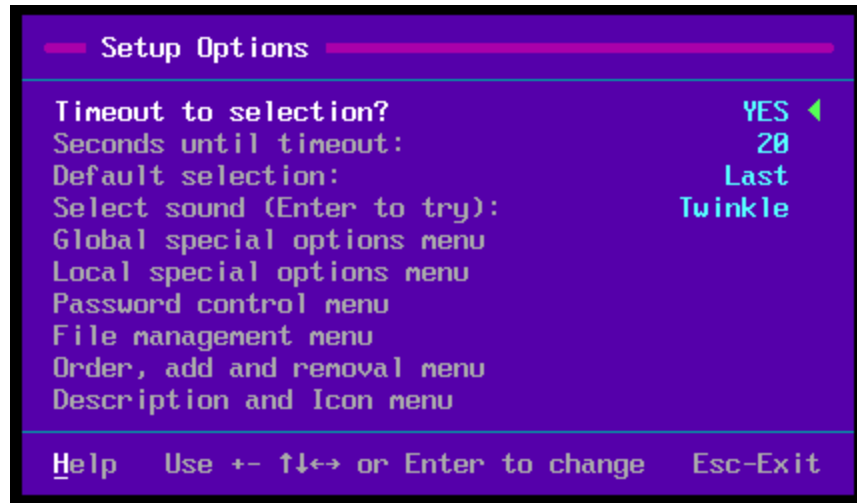 Setup Options
Timeout to selection? YES
Seconds until timeout: 20
Default selection: Last
Select sound (Enter to try): Twinkle
Global special options menu
Local special options menu
Password control menu
File management menu
Order, add and removal menu
Description and Icon menu
Help Use +- ↑↓←→ or Enter to change Esc-Exit